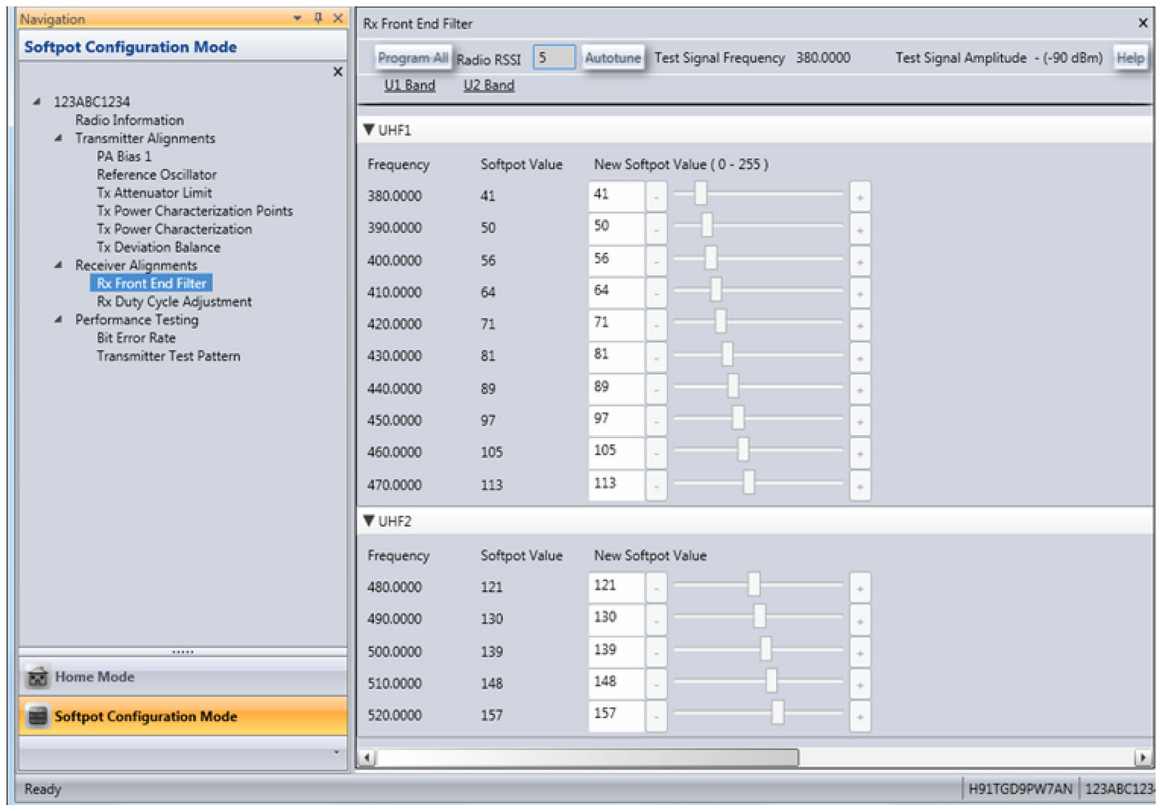 Navigation
Softpot Configuration Mode
123ABC1234
Radio Information
Transmitter Alignments
PA Bias 1
Reference Oscillator
Tx Attenuator Limit
Tx Power Characterization Points
Tx Power Characterization
Tx Deviation Balance
Receiver Alignments
Rx Front End Filter
Rx Duty Cycle Adjustment
Performance Testing
Bit Error Rate
Transmitter Test Pattern
Home Mode
Softpot Configuration Mode
Rx Front End Filter
Program All Radio RSSI 5 Autotune Test Signal Frequency 380.0000 Test Signal Amplitude - (-90 dBm) Help
U1 Band U2 Band
UHF1
Frequency Softpot Value New Softpot Value ( 0 - 255 )
380.0000 41 41 - +
390.0000 50 50 - +
400.0000 56 56 - +
410.0000 64 64 - +
420.0000 71 71 - +
430.0000 81 81 - +
440.0000 89 89 - +
450.0000 97 97 - +
460.0000 105 105 - +
470.0000 113 113 - +
UHF2
Frequency Softpot Value New Softpot Value
480.0000 121 121 - +
490.0000 130 130 - +
500.0000 139 139 - +
510.0000 148 148 - +
520.0000 157 157 - +
Ready H91TGD9PW7AN 123ABC123